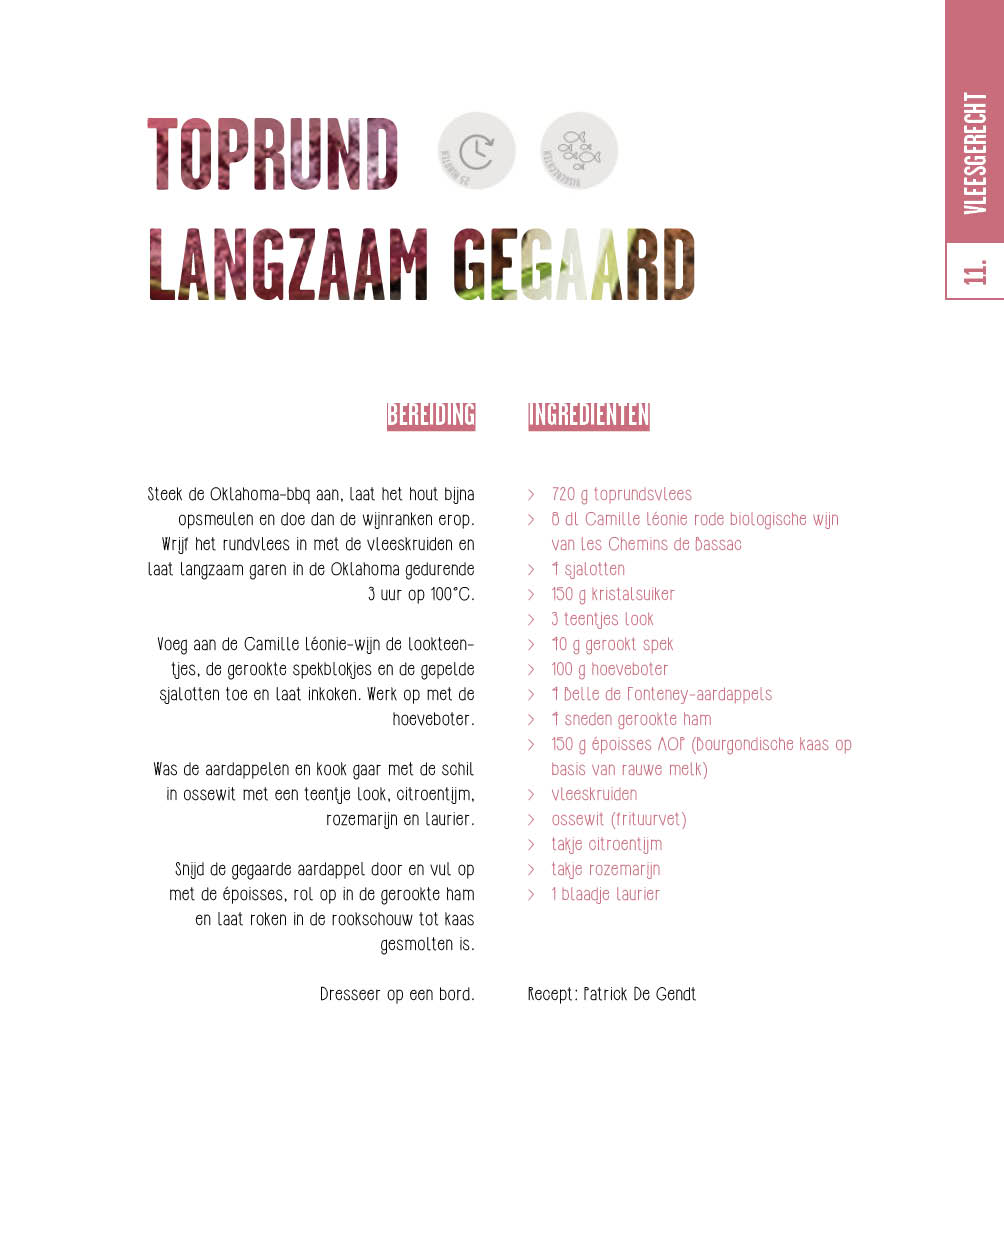 VLEESGERECHT
11.
TOPRUND
LANGZAAM GEGAARD
BEREIDING
Steek de Oklahoma-bbq aan, laat het hout bijna
opsmeulen en doe dan de wijnranken erop.
Wrijf het rundvlees in met de vleeskruiden en
laat langzaam garen in de Oklahoma gedurende
3 uur op 100°C.
Voeg aan de Camille Léonie-wijn de lookteen-
tjes, de gerookte spekblokjes en de gepelde
sjalotten toe en laat inkoken. Werk op met de
hoeveboter.
Was de aardappelen en kook gaar met de schil
in ossewit met een teentje look, citroentijm,
rozemarijn en laurier.
Snijd de gegaarde aardappel door en vul op
met de époisses, rol op in de gerookte ham
en laat roken in de rookschouw tot kaas
gesmolten is.
Dresseer op een bord.
INGREDIENTEN
> 720 g toprundsvlees
> 8 dl Camille Léonie rode biologische wijn
van Les Chemins de Bassac
> 4 sjalotten
> 150 g kristalsuiker
> 3 teentjes look
> 40 g gerookt spek
> 100 g hoeveboter
> 4 Belle de Fonteney-aardappels
> 4 sneden gerookte ham
> 150 g époisses AOP (Bourgondische kaas op
basis van rauwe melk)
> vleeskruiden
> ossewit (frituurvet)
> takje citroentijm
> takje rozemarijn
> 1 blaadje laurier
Recept: Patrick De Gendt